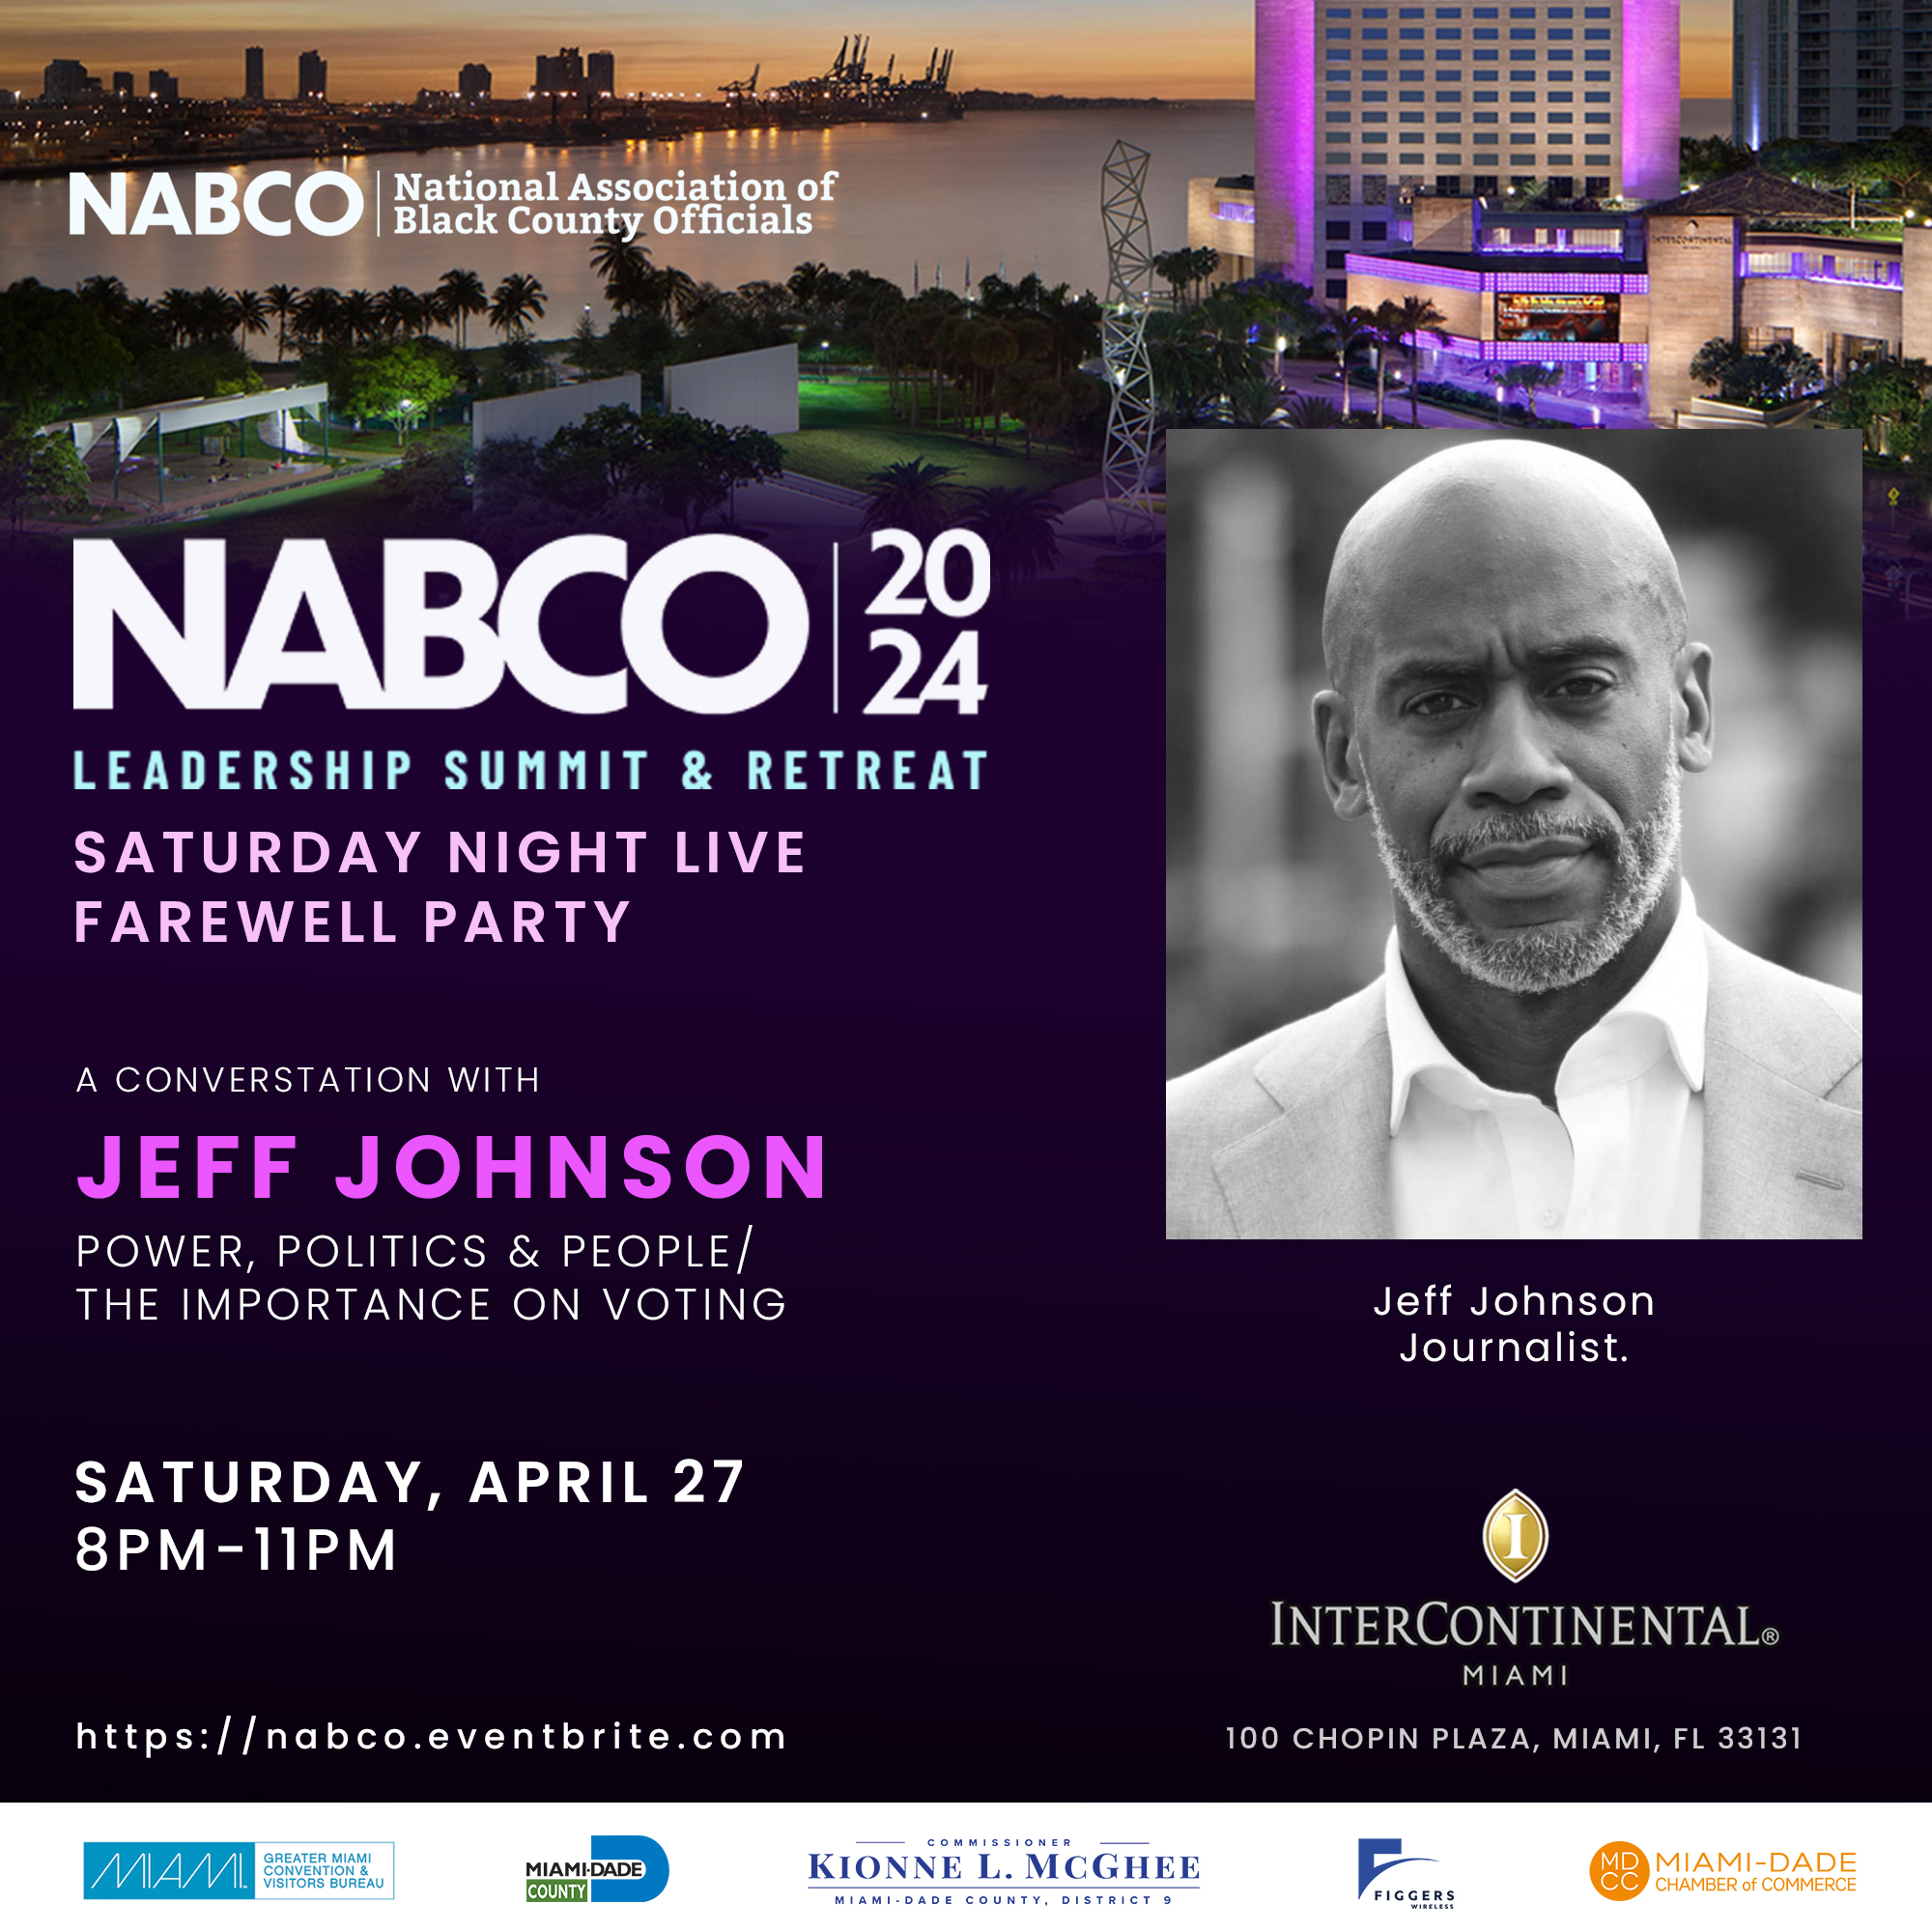 NABCO
National Association of
Black County Officials
INTERCONTINENTAL
NABCO
20
24
LEADERSHIP SUMMIT & RETREAT
SATURDAY NIGHT LIVE
FAREWELL PARTY
A CONVERSTATION WITH
JEFF JOHNSON
POWER, POLITICS & PEOPLE/
THE IMPORTANCE ON VOTING
Jeff Johnson
Journalist.
SATURDAY, APRIL 27
8PM-11PM
I
INTERCONTINENTAL®
MIAMI
https://nabco.eventbrite.com
100 CHOPIN PLAZA, MIAMI, FL 33131
MIAMI.
GREATER MIAMI
CONVENTION &
VISITORS BUREAU
MIAMI-DADE
COUNTY
COMMISSIONER
KIONNE L. MCGHEE
MIAMI-DADE COUNTY, DISTRICT 9
FIGGERS
WIRELESS
MD
CC
MIAMI-DADE
CHAMBER of COMMERCE